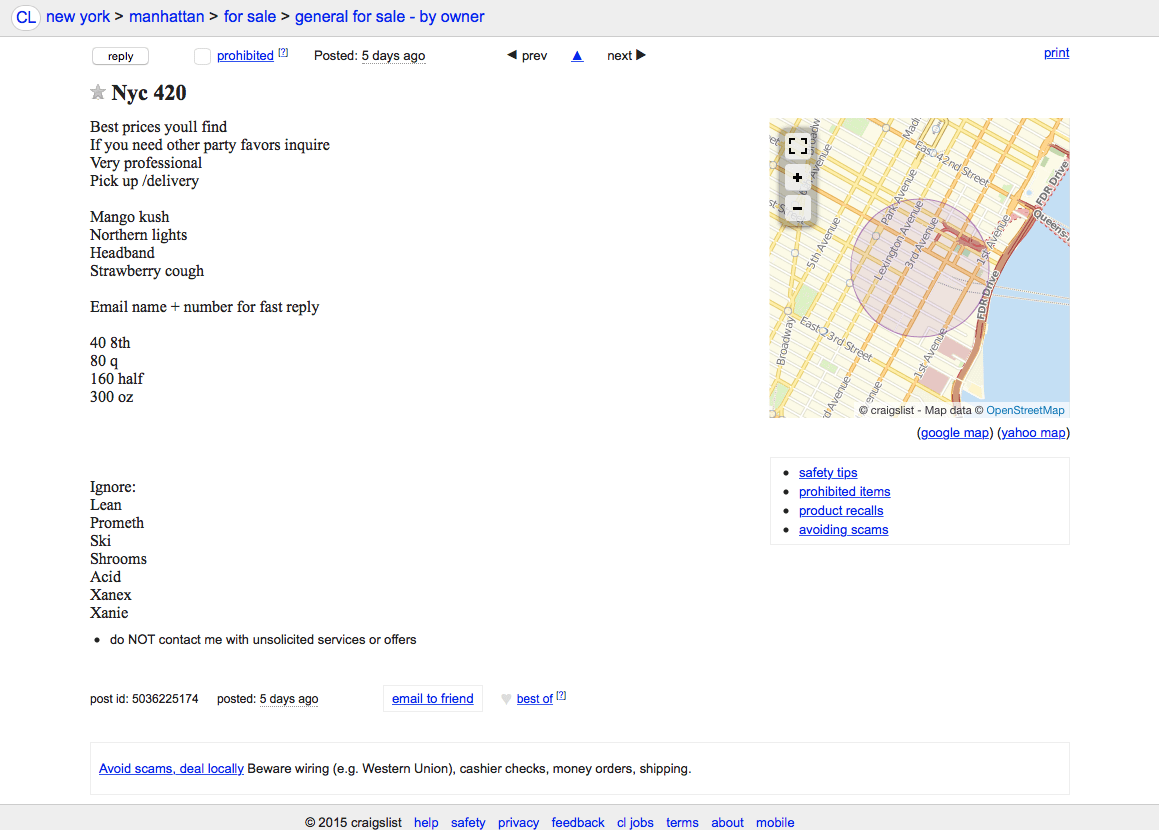 CL new york > manhattan > for sale > general for sale - by owner
reply prohibited [?] Posted: 5 days ago ◀ prev ▲ next ▶ print
★ Nyc 420
Best prices youll find
If you need other party favors inquire
Very professional
Pick up /delivery
Mango kush
Northern lights
Headband
Strawberry cough
Email name + number for fast reply
40 8th
80 q
160 half
300 oz
Ignore:
Lean
Prometh
Ski
Shrooms
Acid
Xanex
Xanie
• do NOT contact me with unsolicited services or offers
East 42nd Street
FDR Drive
Queens
Park Avenue
Lexington Avenue
3rd Avenue
1st Avenue
5th Avenue
FDR Drive
East 23rd Street
Broadway
1st Avenue
+
−
© craigslist - Map data © OpenStreetMap
(google map) (yahoo map)
• safety tips
• prohibited items
• product recalls
• avoiding scams
post id: 5036225174 posted: 5 days ago email to friend ♥ best of [?]
Avoid scams, deal locally Beware wiring (e.g. Western Union), cashier checks, money orders, shipping.
© 2015 craigslist help safety privacy feedback cl jobs terms about mobile